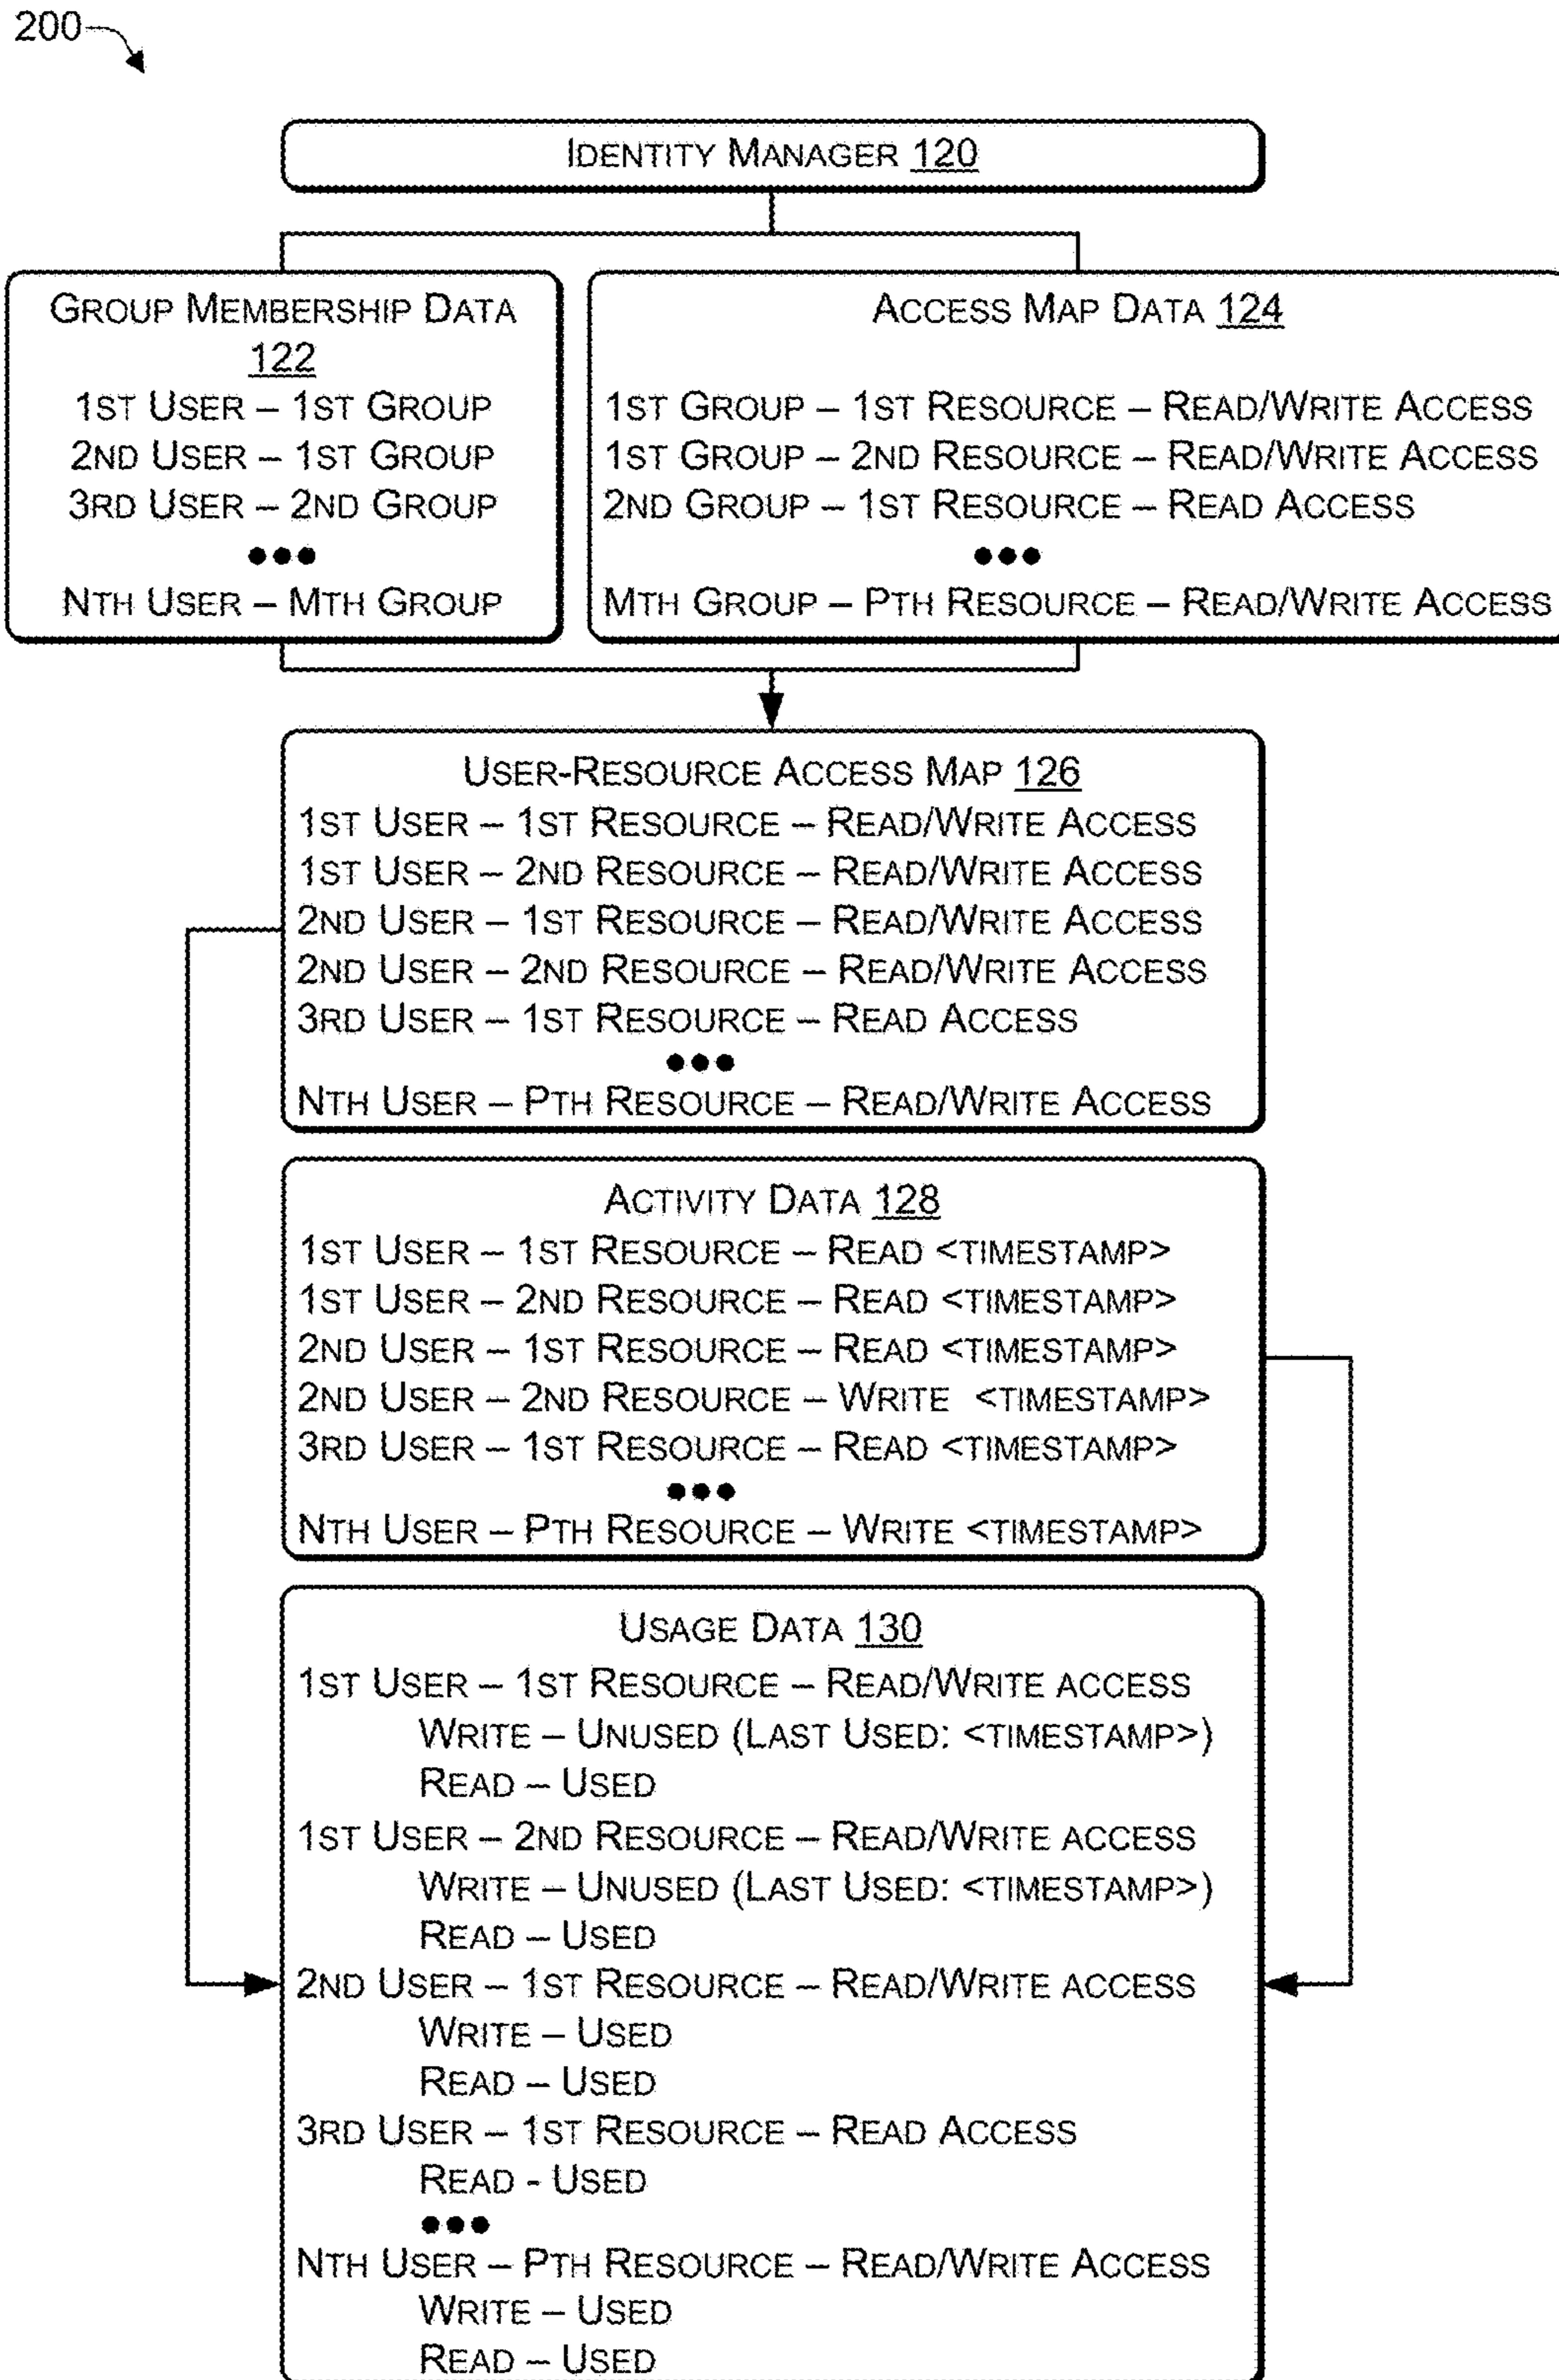 200
IDENTITY MANAGER 120
GROUP MEMBERSHIP DATA
122
1ST USER – 1ST GROUP
2ND USER – 1ST GROUP
3RD USER – 2ND GROUP
•••
NTH USER – MTH GROUP
ACCESS MAP DATA 124
1ST GROUP – 1ST RESOURCE – READ/WRITE ACCESS
1ST GROUP – 2ND RESOURCE – READ/WRITE ACCESS
2ND GROUP – 1ST RESOURCE – READ ACCESS
•••
MTH GROUP – PTH RESOURCE – READ/WRITE ACCESS
USER-RESOURCE ACCESS MAP 126
1ST USER – 1ST RESOURCE – READ/WRITE ACCESS
1ST USER – 2ND RESOURCE – READ/WRITE ACCESS
2ND USER – 1ST RESOURCE – READ/WRITE ACCESS
2ND USER – 2ND RESOURCE – READ/WRITE ACCESS
3RD USER – 1ST RESOURCE – READ ACCESS
•••
NTH USER – PTH RESOURCE – READ/WRITE ACCESS
ACTIVITY DATA 128
1ST USER – 1ST RESOURCE – READ <TIMESTAMP>
1ST USER – 2ND RESOURCE – READ <TIMESTAMP>
2ND USER – 1ST RESOURCE – READ <TIMESTAMP>
2ND USER – 2ND RESOURCE – WRITE <TIMESTAMP>
3RD USER – 1ST RESOURCE – READ <TIMESTAMP>
•••
NTH USER – PTH RESOURCE – WRITE <TIMESTAMP>
USAGE DATA 130
1ST USER – 1ST RESOURCE – READ/WRITE ACCESS
WRITE – UNUSED (LAST USED: <TIMESTAMP>)
READ – USED
1ST USER – 2ND RESOURCE – READ/WRITE ACCESS
WRITE – UNUSED (LAST USED: <TIMESTAMP>)
READ – USED
2ND USER – 1ST RESOURCE – READ/WRITE ACCESS
WRITE – USED
READ – USED
3RD USER – 1ST RESOURCE – READ ACCESS
READ - USED
•••
NTH USER – PTH RESOURCE – READ/WRITE ACCESS
WRITE – USED
READ – USED